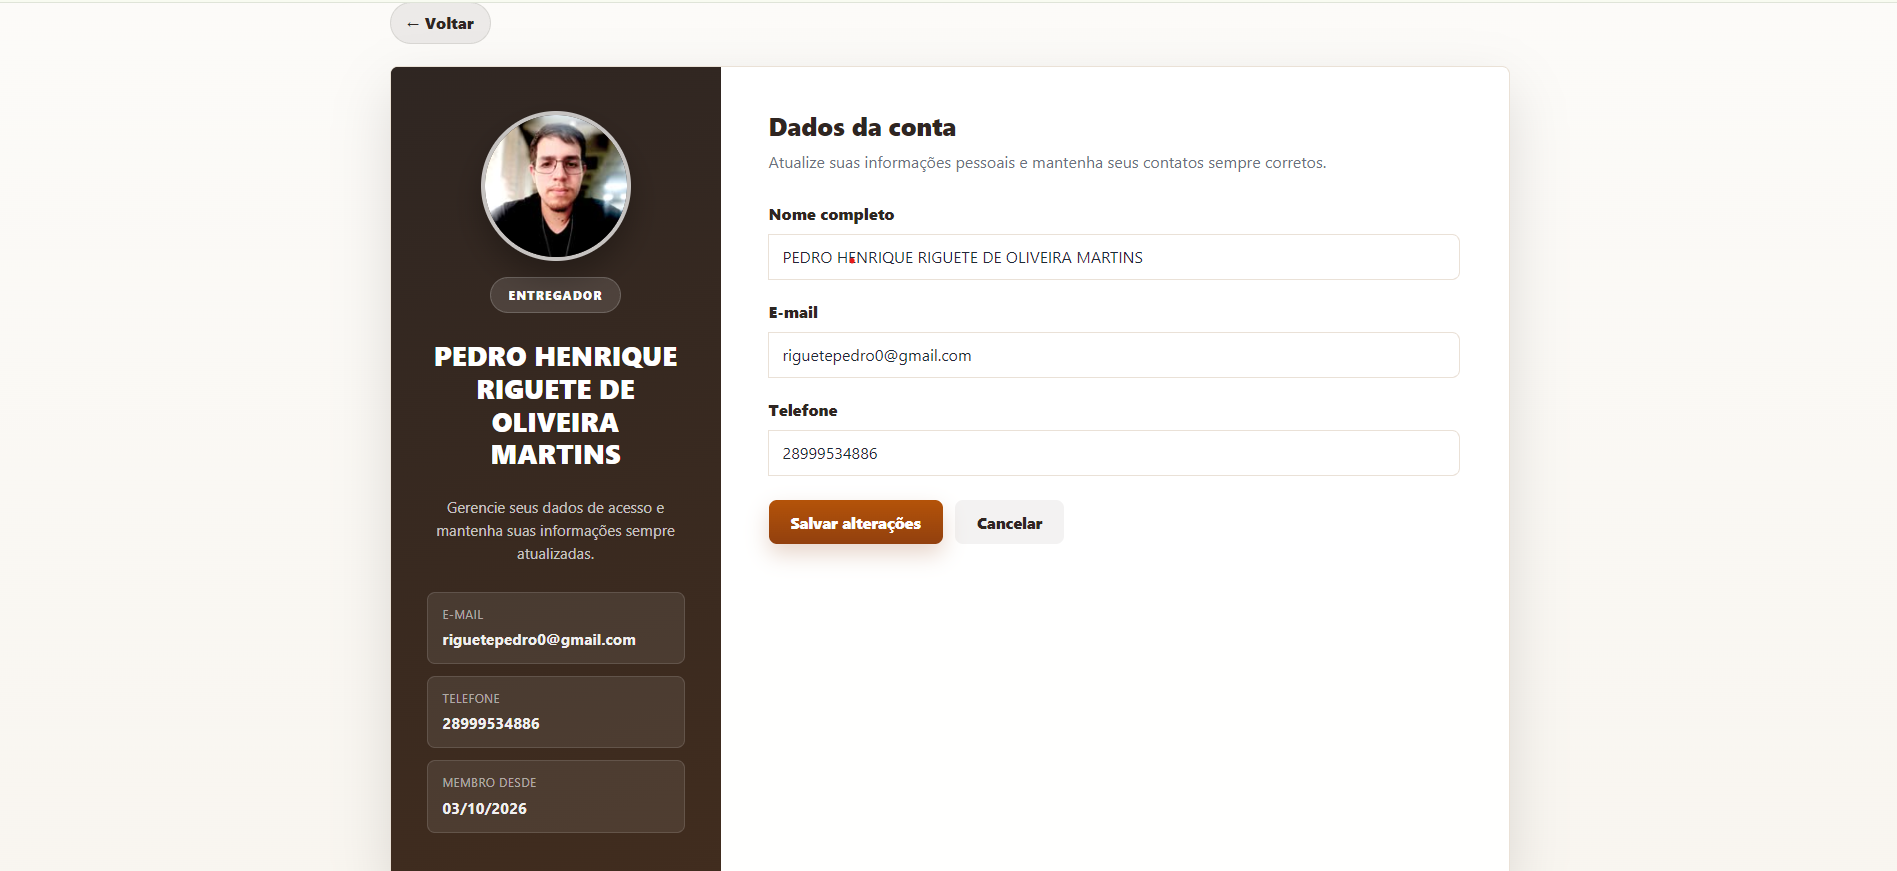 ← Voltar
ENTREGADOR
PEDRO HENRIQUE
RIGUETE DE
OLIVEIRA
MARTINS
Gerencie seus dados de acesso e
mantenha suas informações sempre
atualizadas.
E-MAIL
riguetepedro0@gmail.com
TELEFONE
28999534886
MEMBRO DESDE
03/10/2026
Dados da conta
Atualize suas informações pessoais e mantenha seus contatos sempre corretos.
Nome completo
PEDRO HENRIQUE RIGUETE DE OLIVEIRA MARTINS
E-mail
riguetepedro0@gmail.com
Telefone
28999534886
Salvar alterações
Cancelar